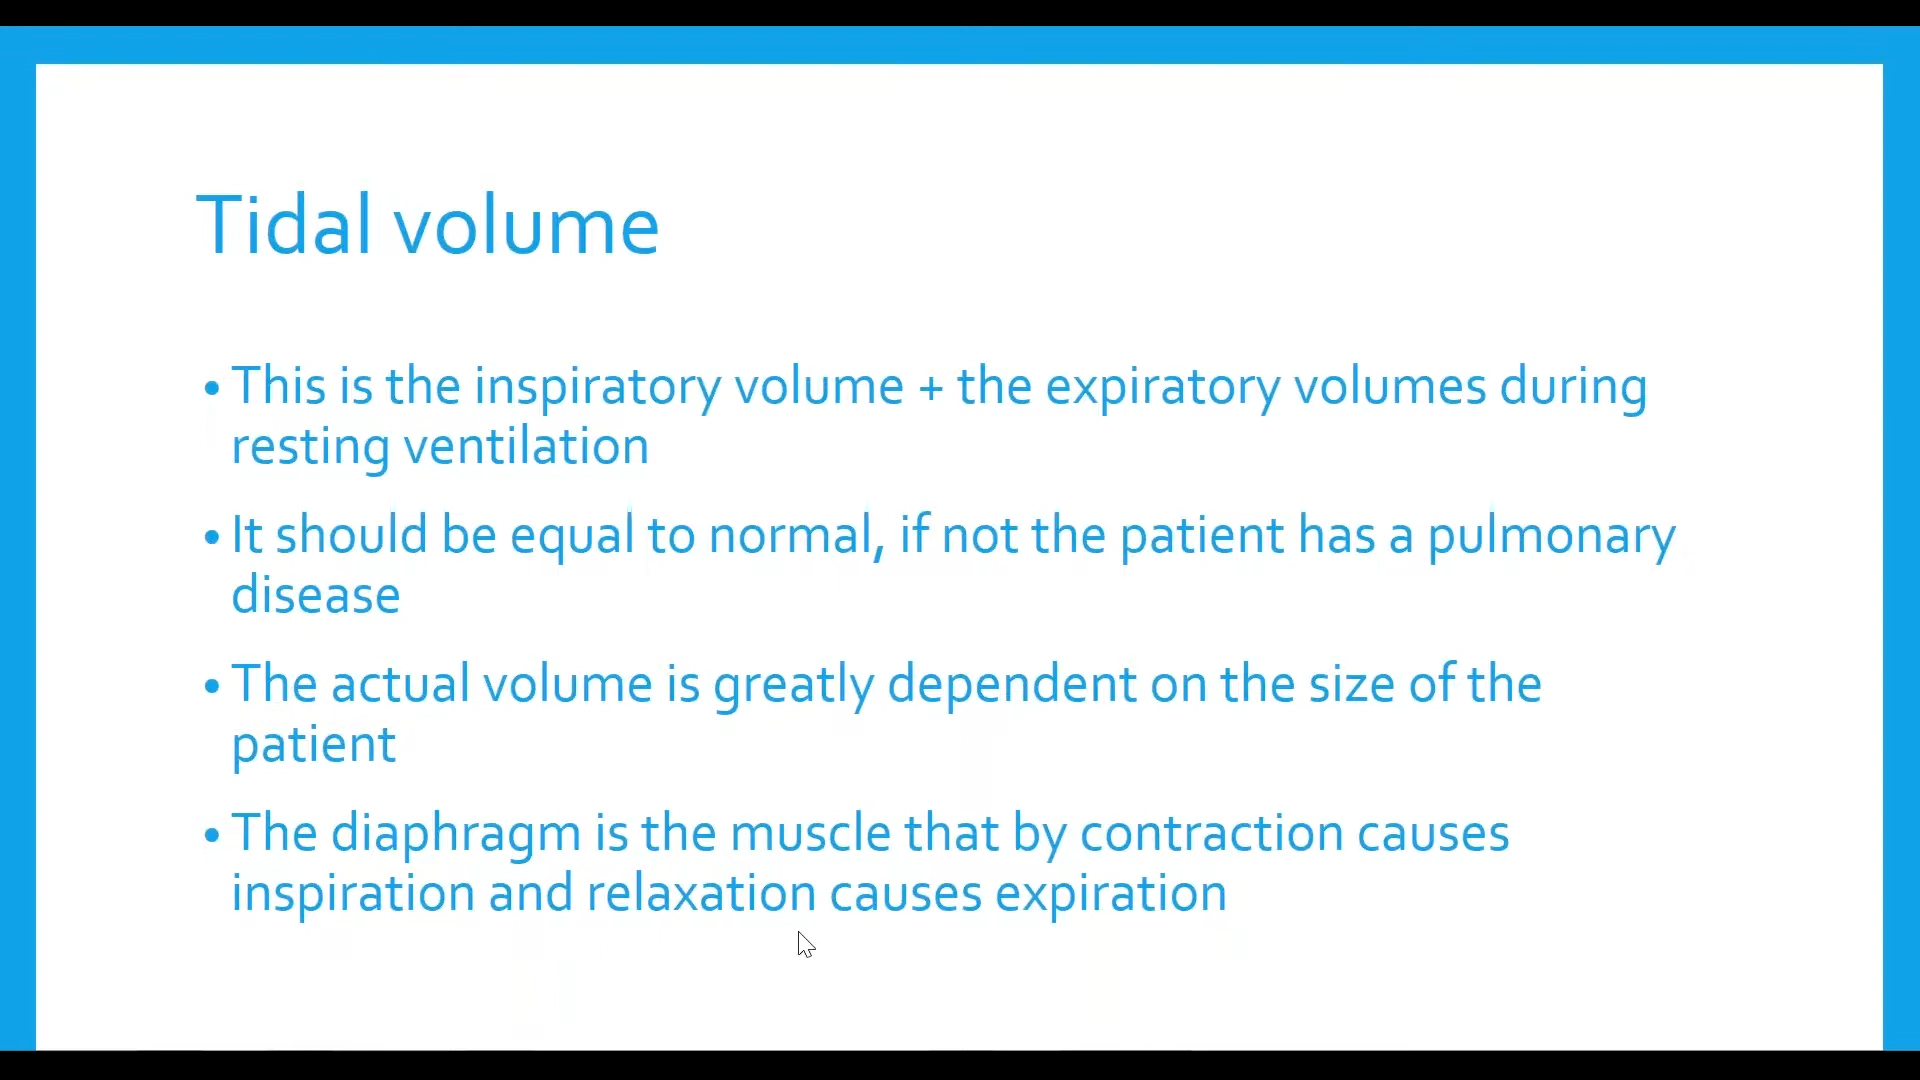 Tidal volume
• This is the inspiratory volume + the expiratory volumes during
resting ventilation
• It should be equal to normal, if not the patient has a pulmonary
disease
• The actual volume is greatly dependent on the size of the
patient
• The diaphragm is the muscle that by contraction causes
inspiration and relaxation causes expiration